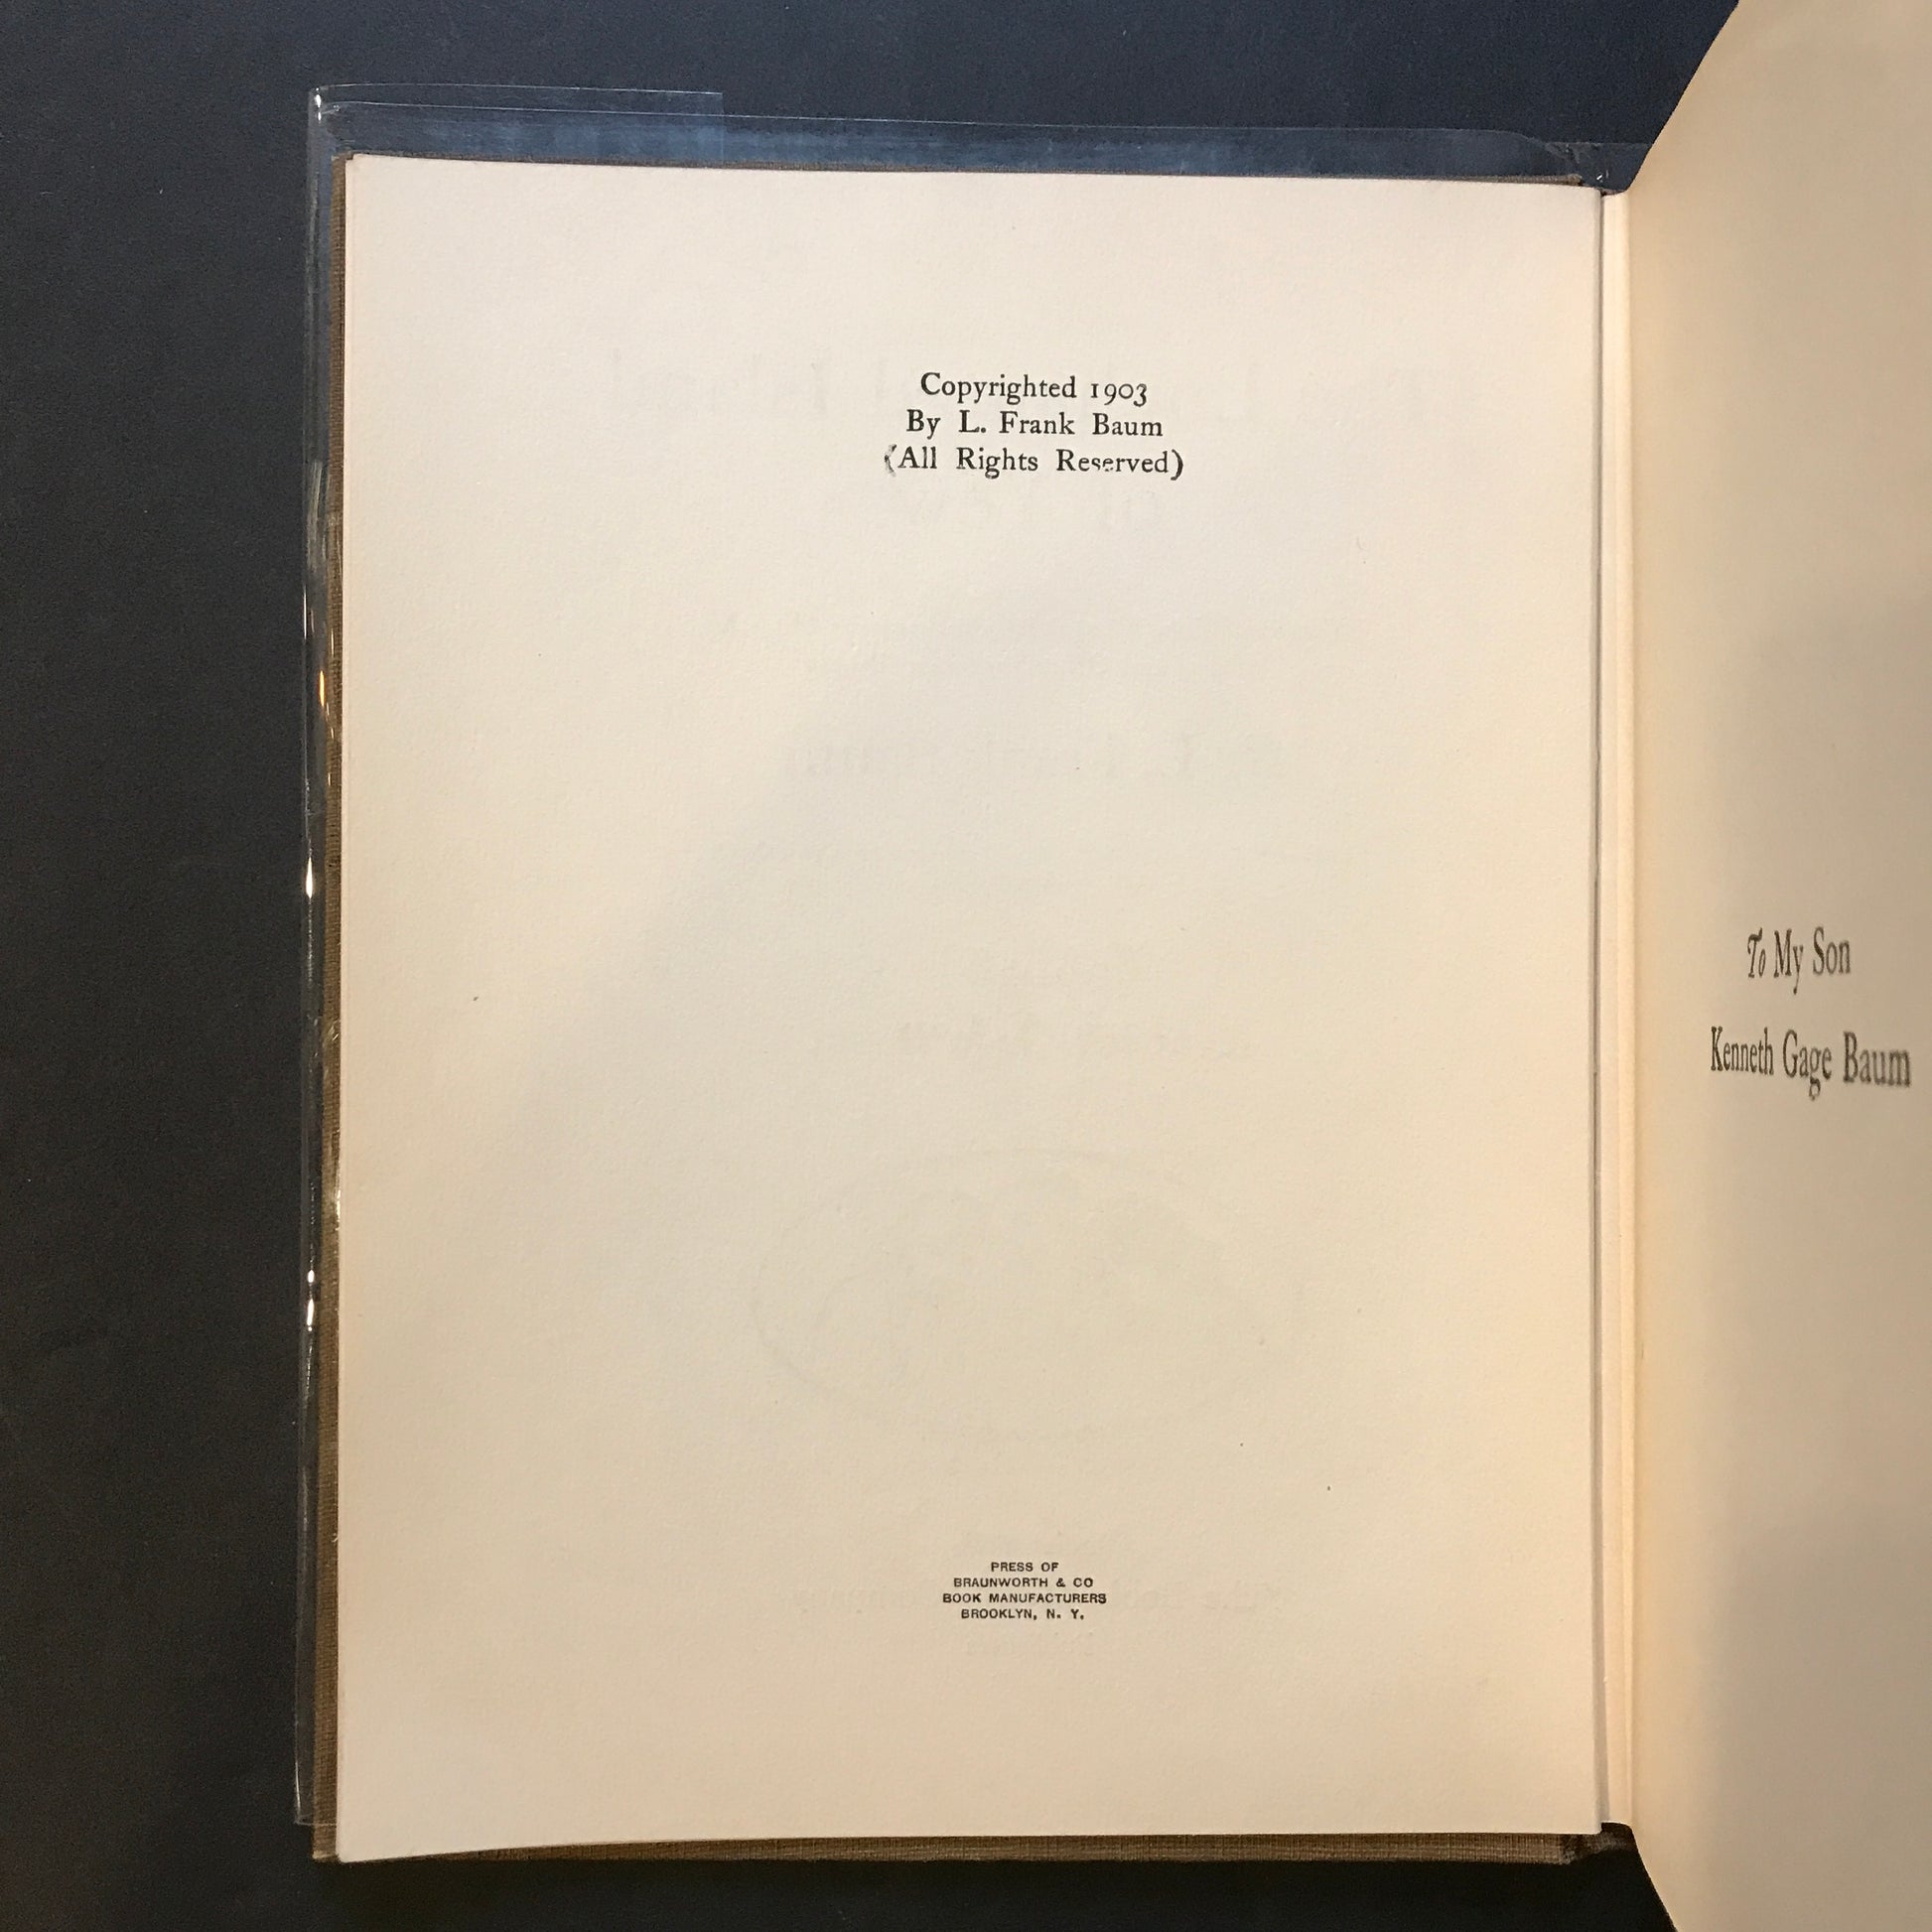 Copyrighted 1903
By L. Frank Baum
(All Rights Reserved)
PRESS OF
BRAUNWORTH & CO
BOOK MANUFACTURERS
BROOKLYN, N. Y.
To My Son
Kenneth Gage Baum